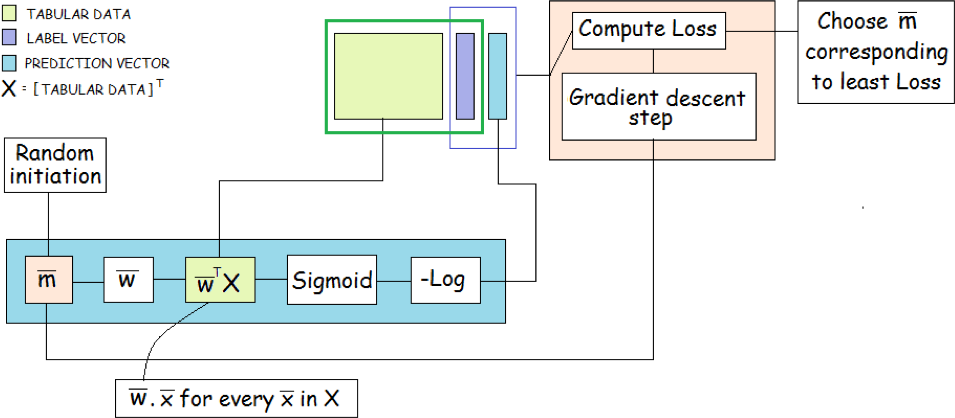 TABULAR DATA
LABEL VECTOR
PREDICTION VECTOR
X = [TABULAR DATA]ᵀ
Compute Loss
Gradient descent
step
Choose m̅
corresponding
to least Loss
Random
initiation
m̅
w̅
w̅ᵀX
Sigmoid
-Log
w̅ . x̅ for every x̅ in X